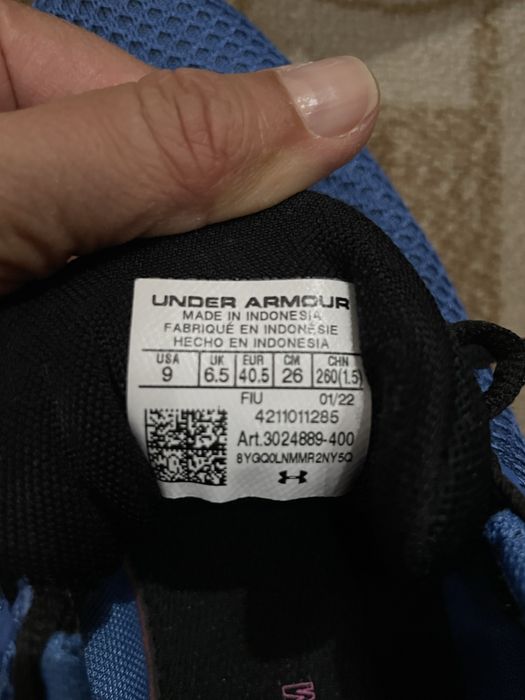 UNDER ARMOUR
MADE IN INDONESIA
FABRIQUÉ EN INDONÉSIE
HECHO EN INDONESIA
USA UK EUR CM CHN
9 6.5 40.5 26 260(1.5)
FIU 01/22
4211011285
Art.3024889-400
8YGQ0LNMMR2NY5Q